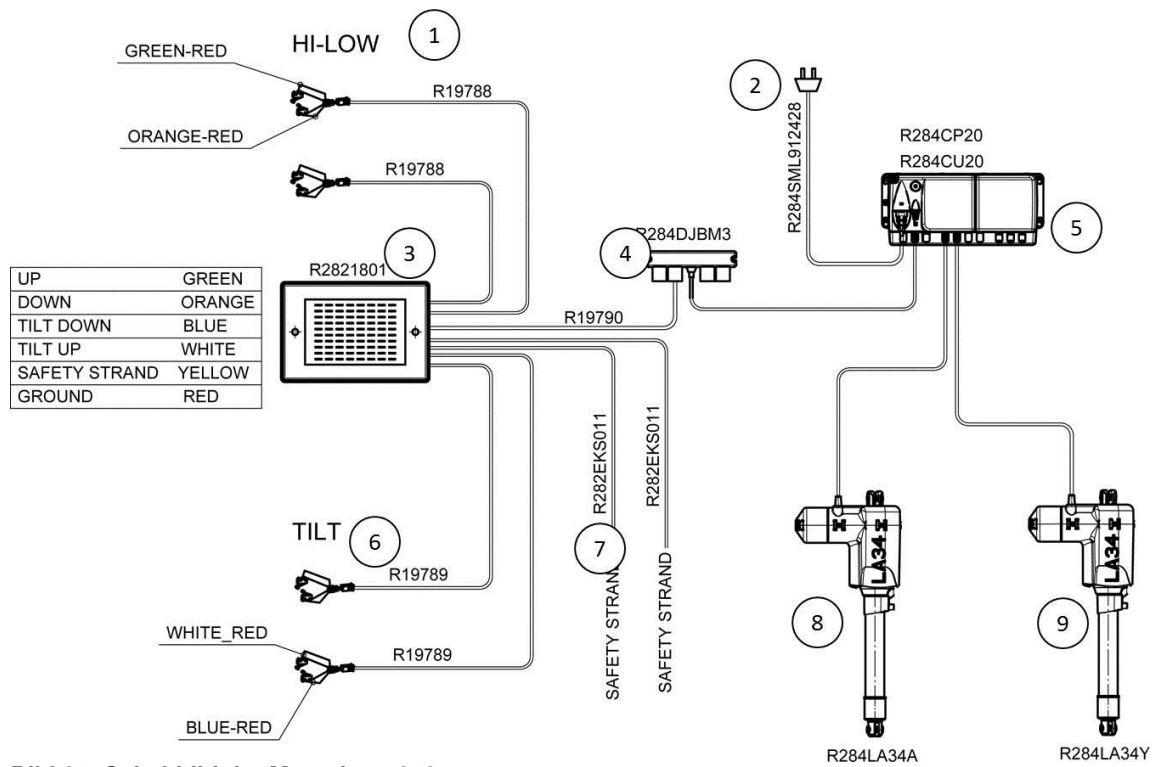 GREEN-RED
HI-LOW
1
R19788
ORANGE-RED
R19788
2
R284SML912428
R284CP20
R284CU20
5
R284DJBM3
4
R2821801
3
UP GREEN
DOWN ORANGE
TILT DOWN BLUE
TILT UP WHITE
SAFETY STRAND YELLOW
GROUND RED
R19790
R282EKS011
R282EKS011
TILT
6
7
R19789
SAFETY STRAND
SAFETY STRAND
WHITE_RED
R19789
BLUE-RED
H H
LA34
H H
LA34
8
9
R284LA34A
R284LA34Y